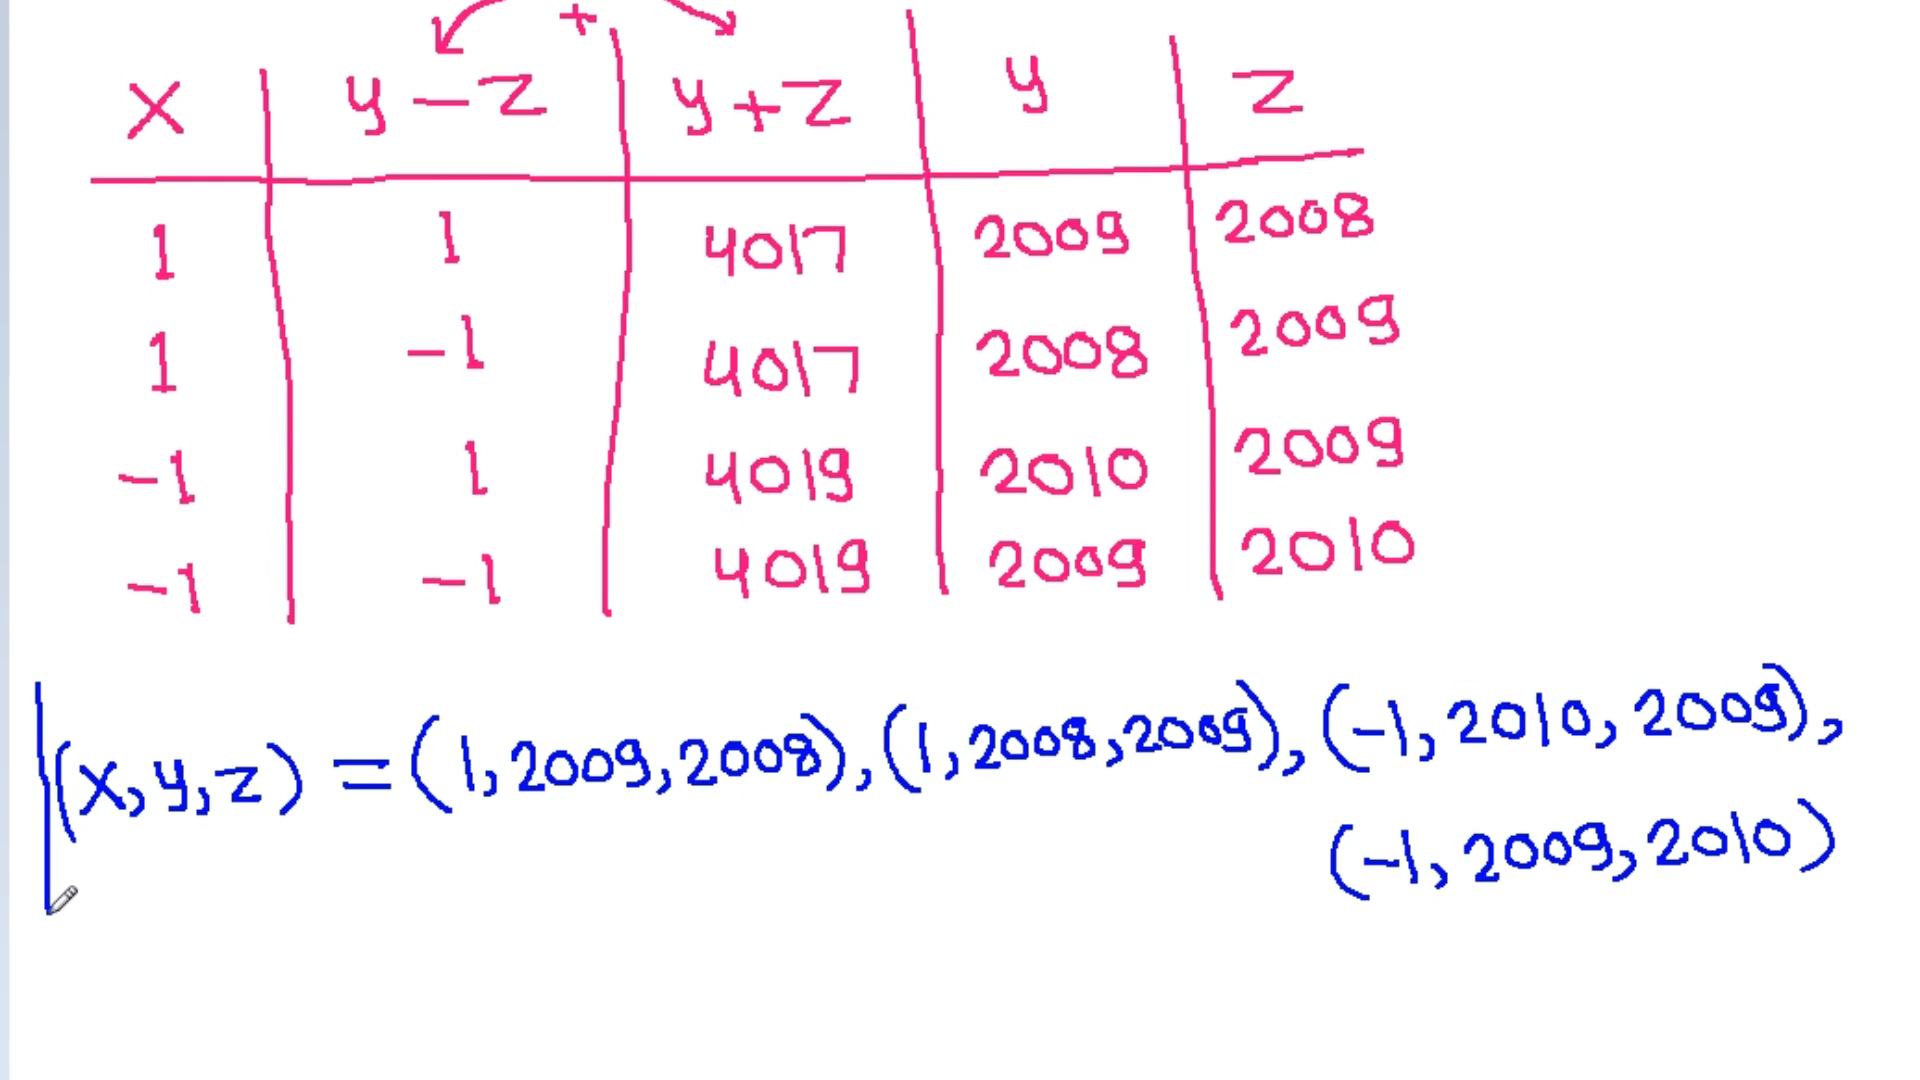 +
x | y - z | y + z | y | z
1 | 1 | 4017 | 2009 | 2008
1 | -1 | 4017 | 2008 | 2009
-1 | 1 | 4019 | 2010 | 2009
-1 | -1 | 4019 | 2009 | 2010
(x, y, z) = (1, 2009, 2008), (1, 2008, 2009), (-1, 2010, 2009),
(-1, 2009, 2010)